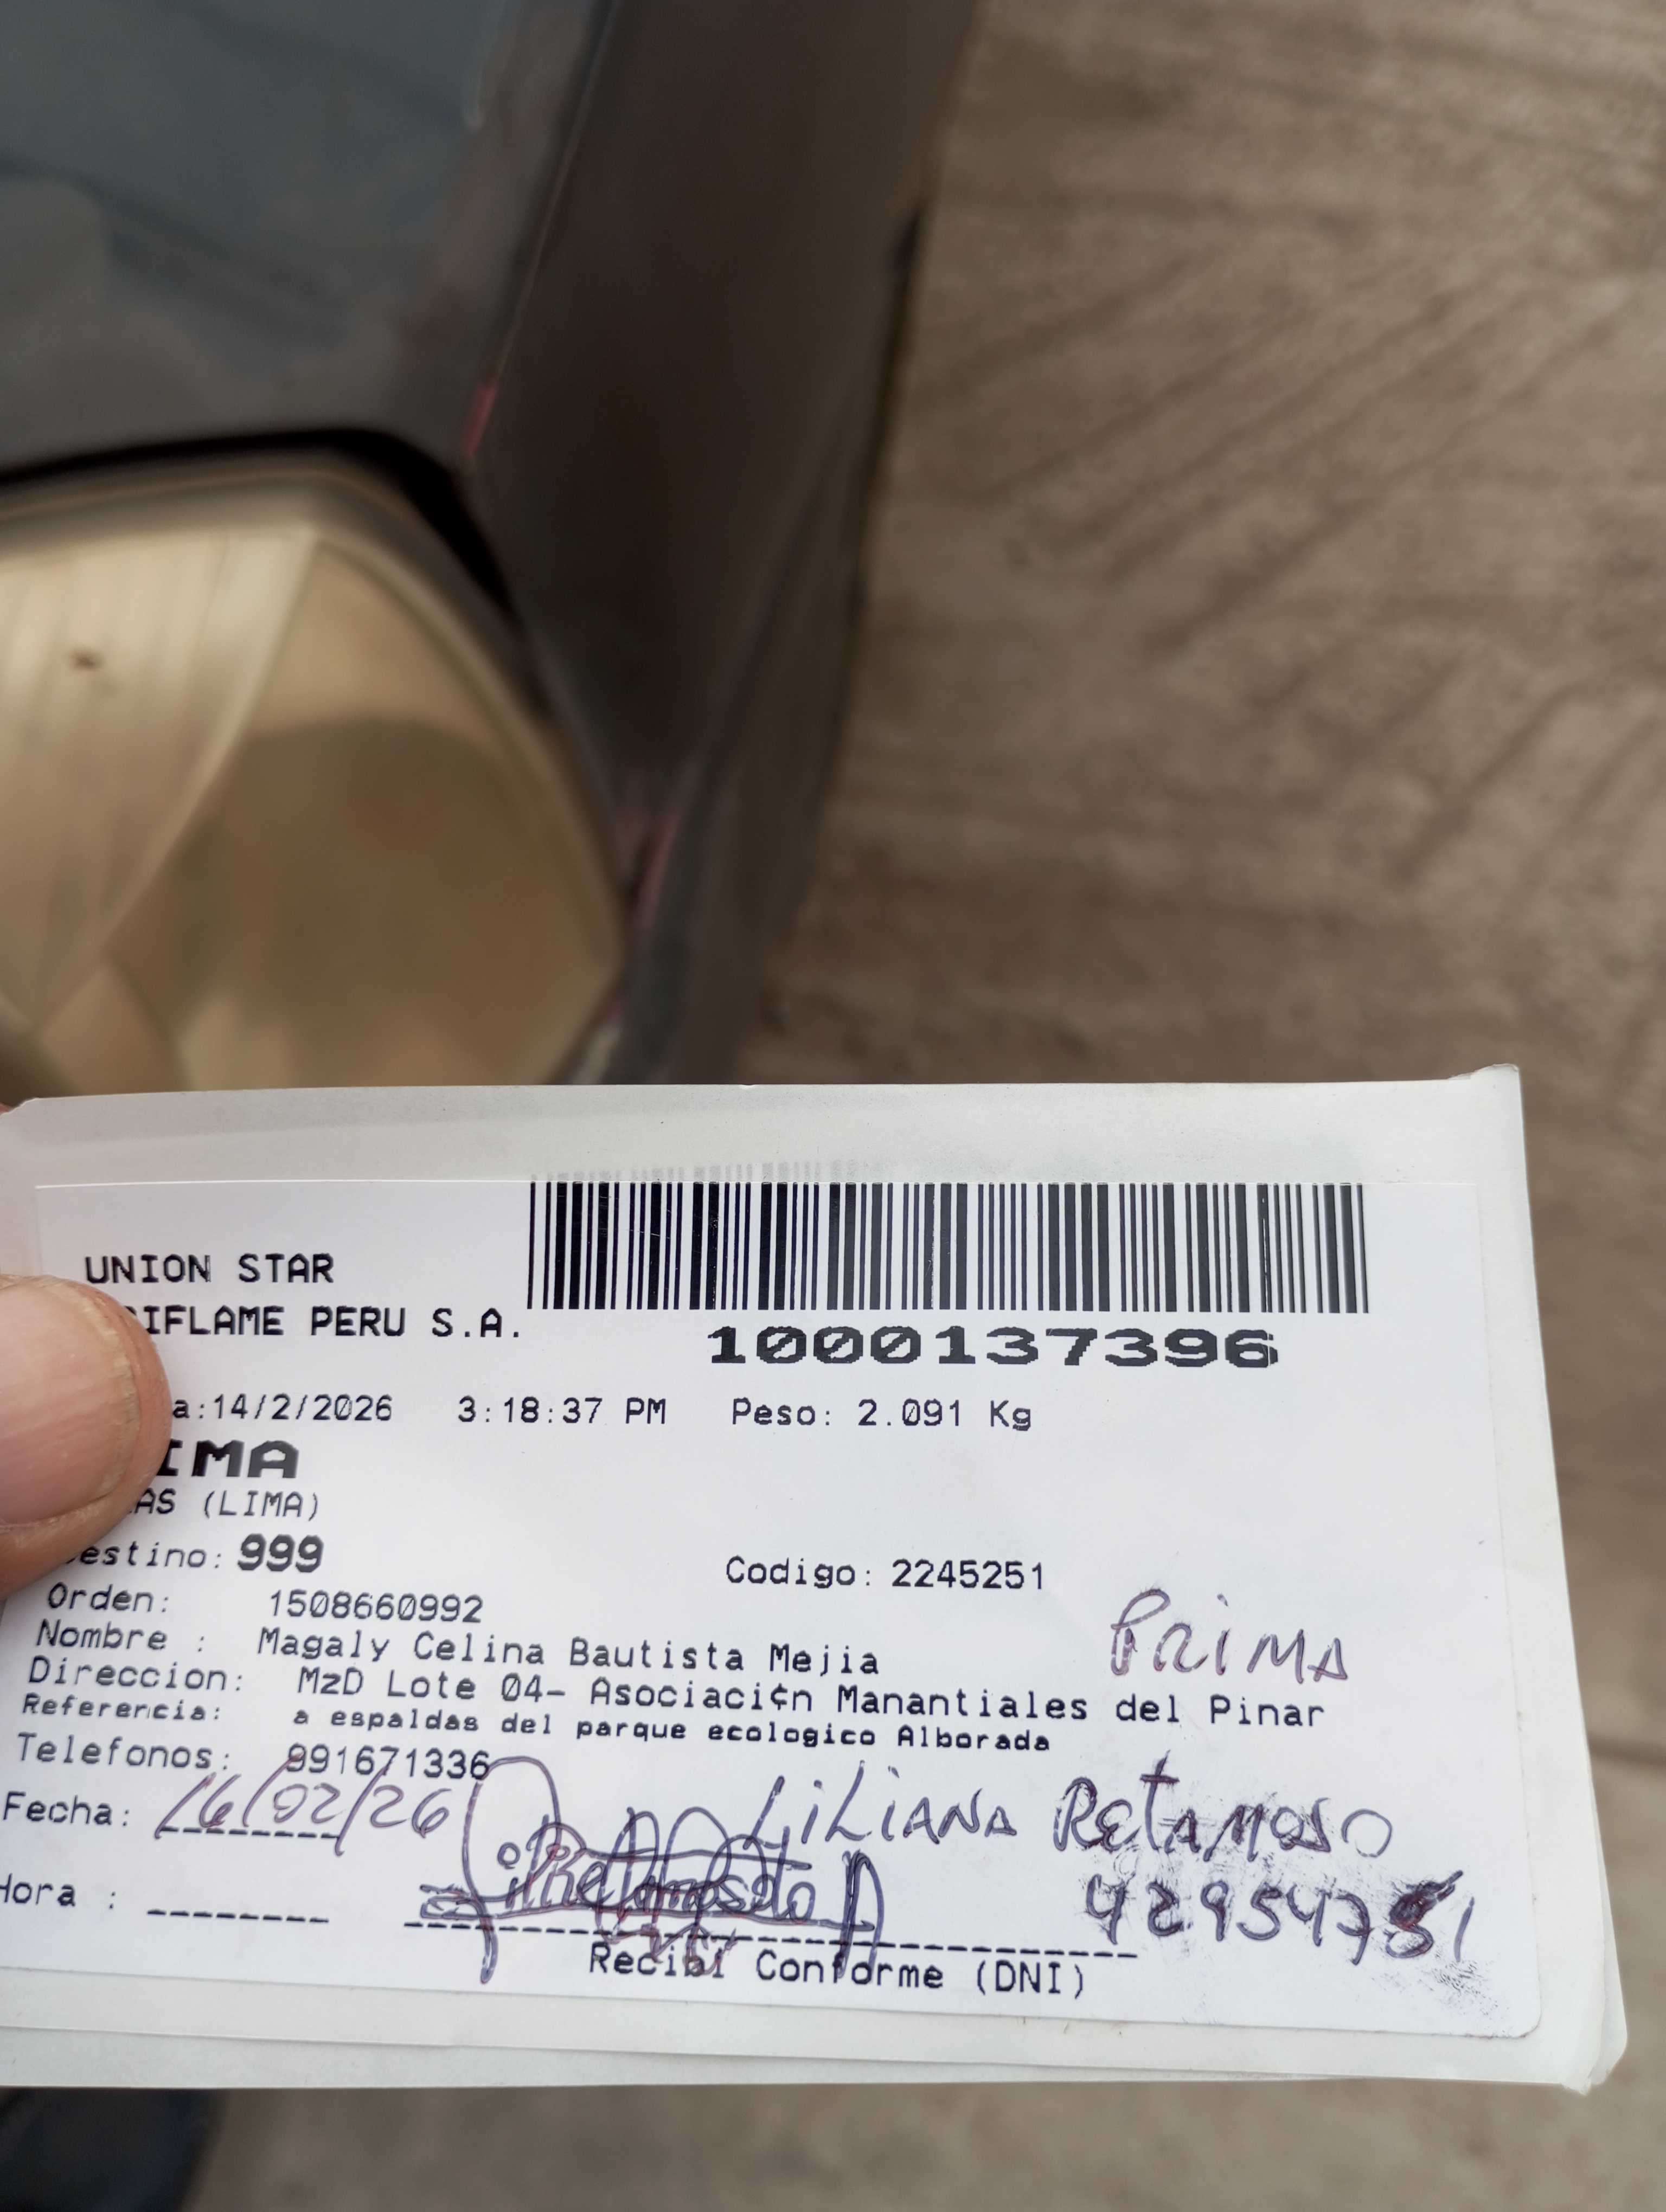 UNION STAR
IFLAME PERU S.A.
1000137396
a:14/2/2026 3:18:37 PM Peso: 2.091 Kg
IMA
AS (LIMA)
estino: 999
Codigo: 2245251
Orden: 1508660992
PRIMA
Nombre : Magaly Celina Bautista Mejia
Direccion: MzD Lote 04- Asociaci¢n Manantiales del Pinar
Referencia: a espaldas del parque ecologico Alborada
Telefonos: 991671336
Fecha: 16/02/26
LILIANA RETAMOSO
Hora :
Recibi Conforme (DNI)